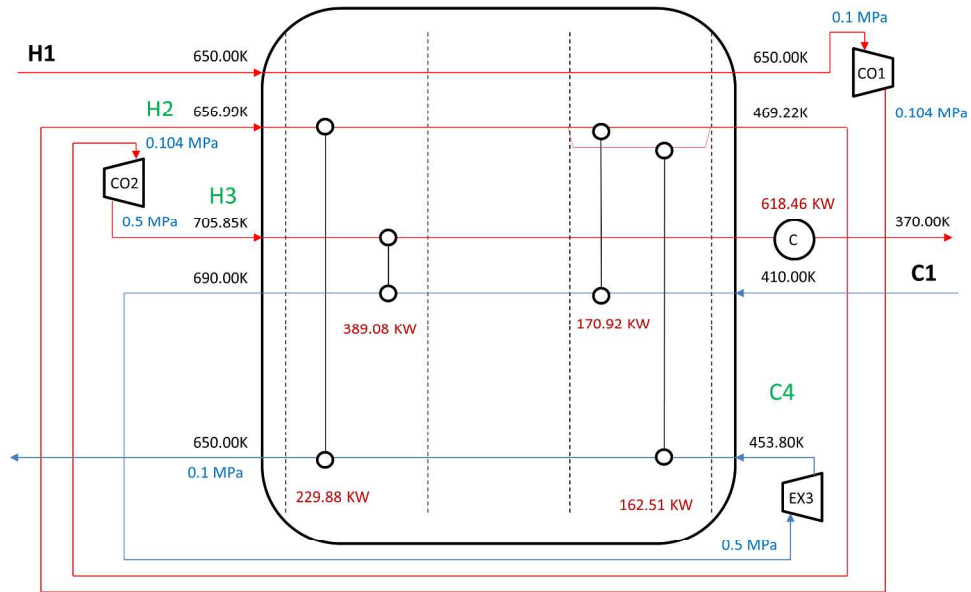 0.1 MPa
H1
650.00K
650.00K
CO1
H2
656.99K
469.22K
0.104 MPa
0.104 MPa
CO2
H3
0.5 MPa
705.85K
618.46 KW
C
370.00K
690.00K
410.00K
C1
389.08 KW
170.92 KW
C4
650.00K
453.80K
0.1 MPa
229.88 KW
162.51 KW
EX3
0.5 MPa